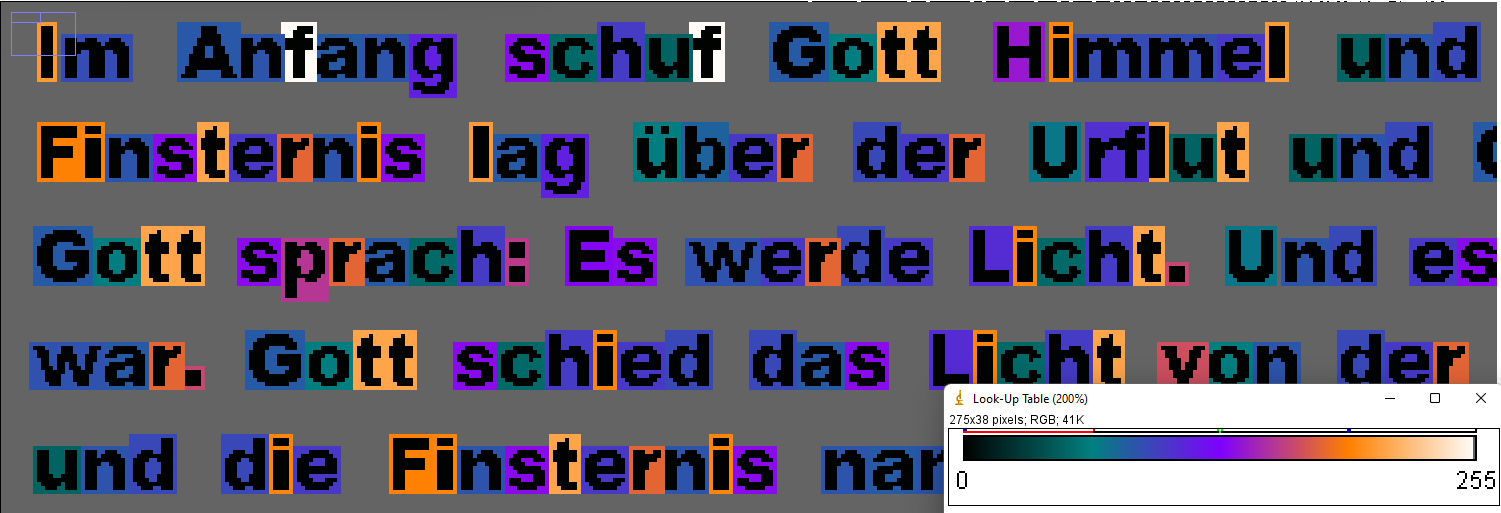 Im Anfang schuf Gott Himmel und
Finsternis lag über der Urflut und
Gott sprach: Es werde Licht. Und es
war. Gott schied das Licht von der
und die Finsternis nan
Look-Up Table (200%)
275x38 pixels; RGB; 41K
0 255